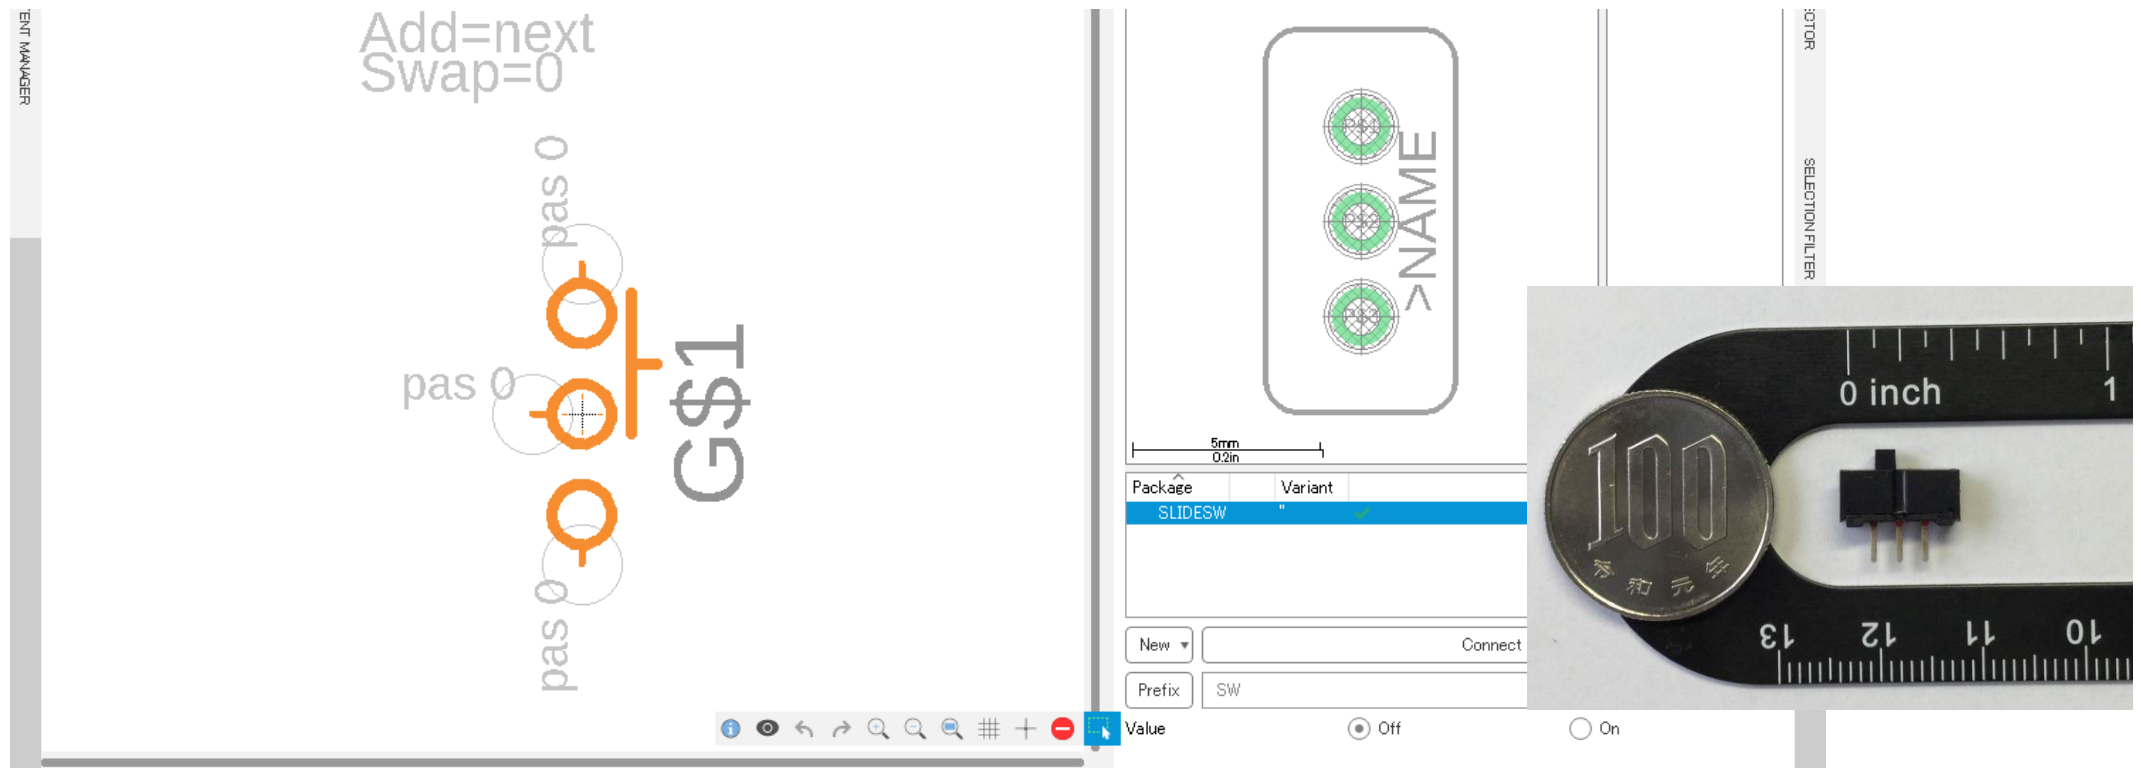 ENT MANAGER
Add=next
Swap=0
pas 0
pas 0
pas 0
G$1
>NAME
5mm
0.2in
Package
Variant
SLIDESW
"
New
Connect
Prefix
SW
Value
Off
On
SELECTION FILTER
0 inch
1
100
令和元年
13
12
11
10